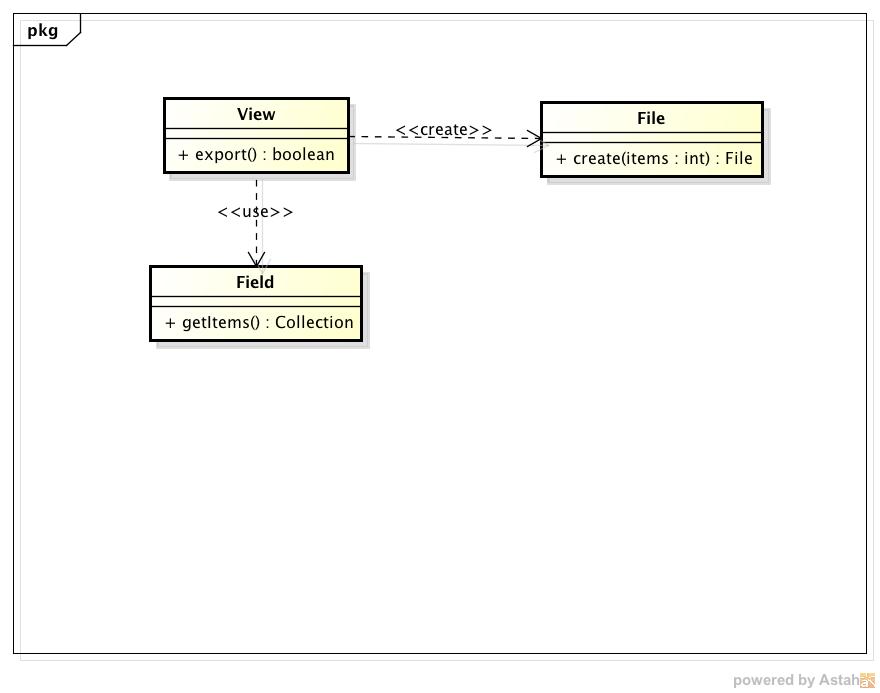 pkg
View
+ export() : boolean
<<create>>
File
+ create(items : int) : File
<<use>>
Field
+ getItems() : Collection
powered by Astah